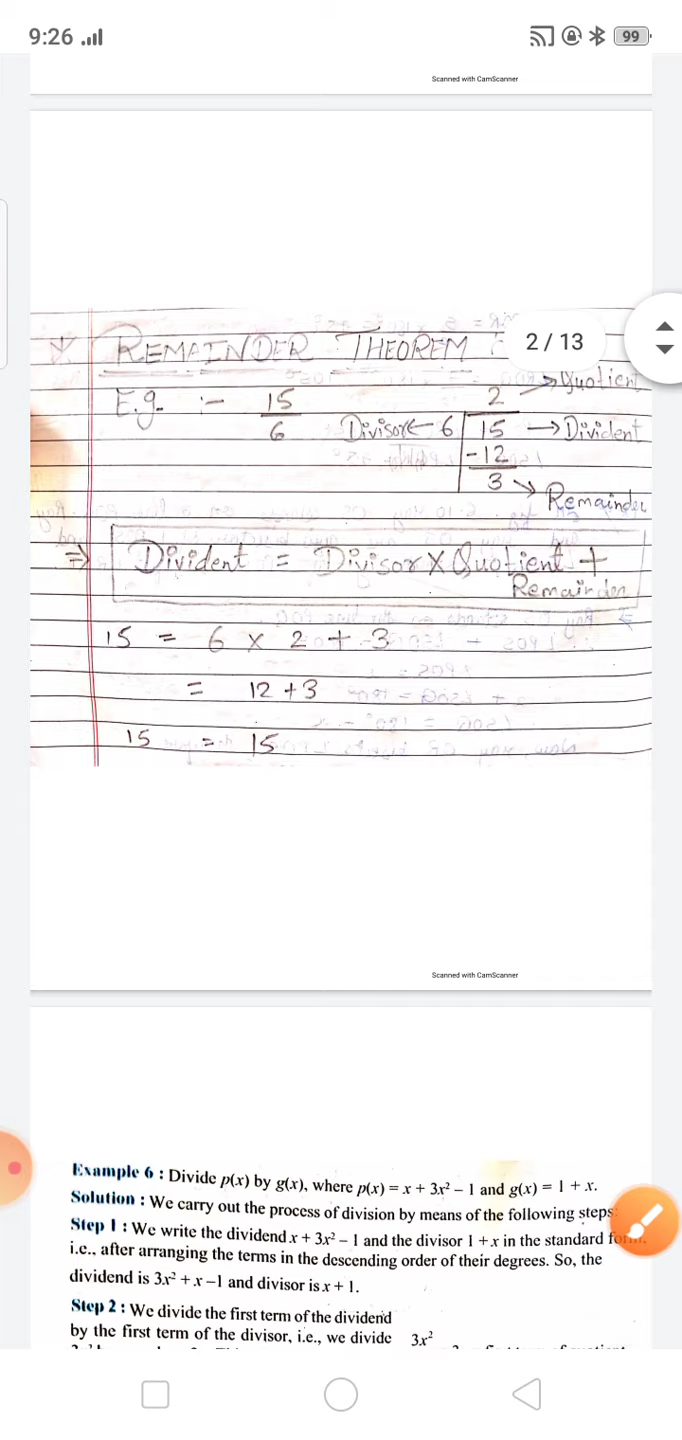 9:26
99
Scanned with CamScanner
REMAINDER THEOREM :-
2 / 13
E.g. :- 15
6
2 → Quotient
Divisor ← 6 15 → Divident
-12
3 → Remainder
⇒ Divident = Divisor X Quotient +
Remainder
15 = 6 x 2 + 3
= 12 + 3
15 = 15
Scanned with CamScanner
Example 6 : Divide p(x) by g(x), where p(x) = x + 3x² – 1 and g(x) = 1 + x.
Solution : We carry out the process of division by means of the following steps:
Step 1 : We write the dividend x + 3x² – 1 and the divisor 1 + x in the standard form,
i.e., after arranging the terms in the descending order of their degrees. So, the
dividend is 3x² + x –1 and divisor is x + 1.
Step 2 : We divide the first term of the dividend
by the first term of the divisor, i.e., we divide 3x²